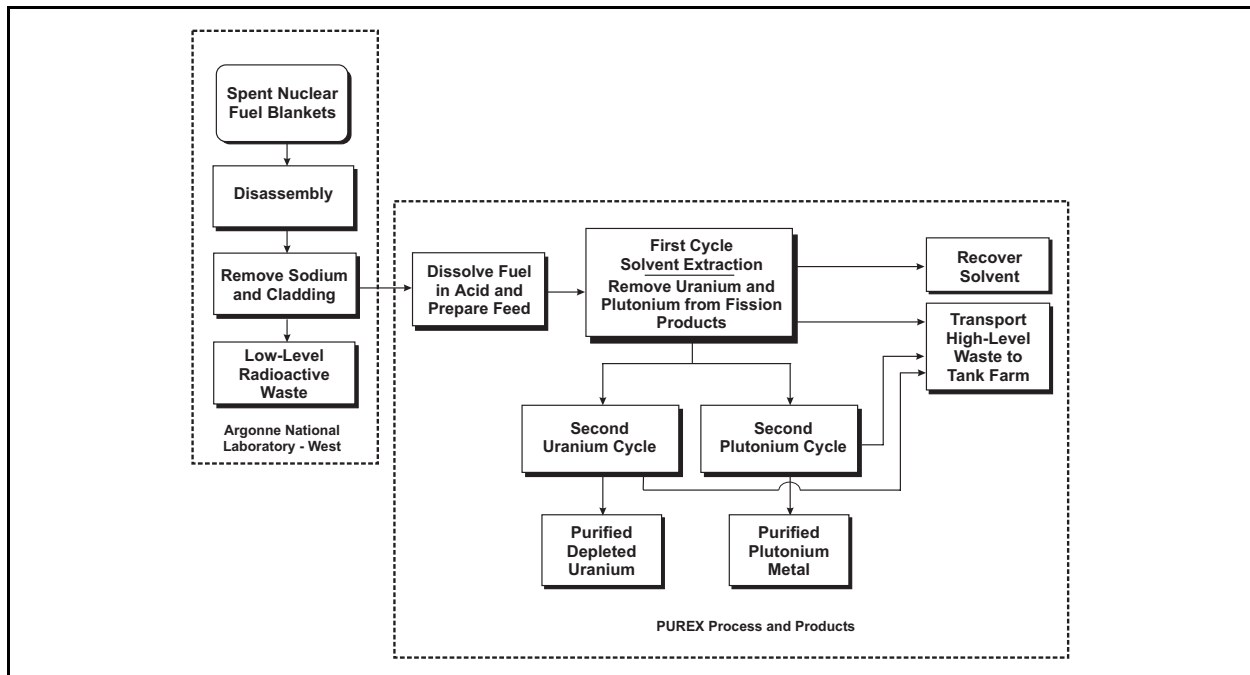 Spent Nuclear
Fuel Blankets
Disassembly
Remove Sodium
and Cladding
Low-Level
Radioactive
Waste
Argonne National
Laboratory - West
Dissolve Fuel
in Acid and
Prepare Feed
First Cycle
Solvent Extraction
Remove Uranium and
Plutonium from Fission
Products
Recover
Solvent
Transport
High-Level
Waste to
Tank Farm
Second
Uranium Cycle
Second
Plutonium Cycle
Purified
Depleted
Uranium
Purified
Plutonium
Metal
PUREX Process and Products